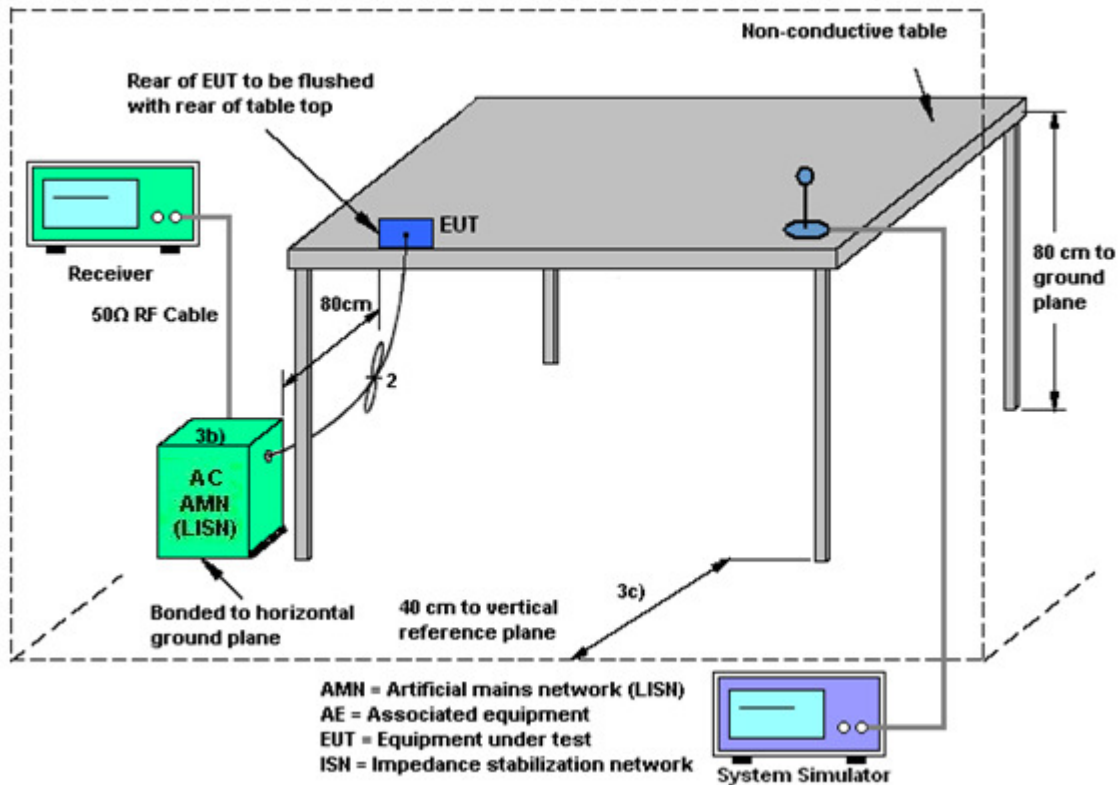 Non-conductive table
Rear of EUT to be flushed
with rear of table top
EUT
Receiver
80cm
80 cm to
ground
plane
50Ω RF Cable
2
3b)
AC
AMN
(LISN)
3c)
Bonded to horizontal
ground plane
40 cm to vertical
reference plane
AMN = Artificial mains network (LISN)
AE = Associated equipment
EUT = Equipment under test
ISN = Impedance stabilization network
System Simulator